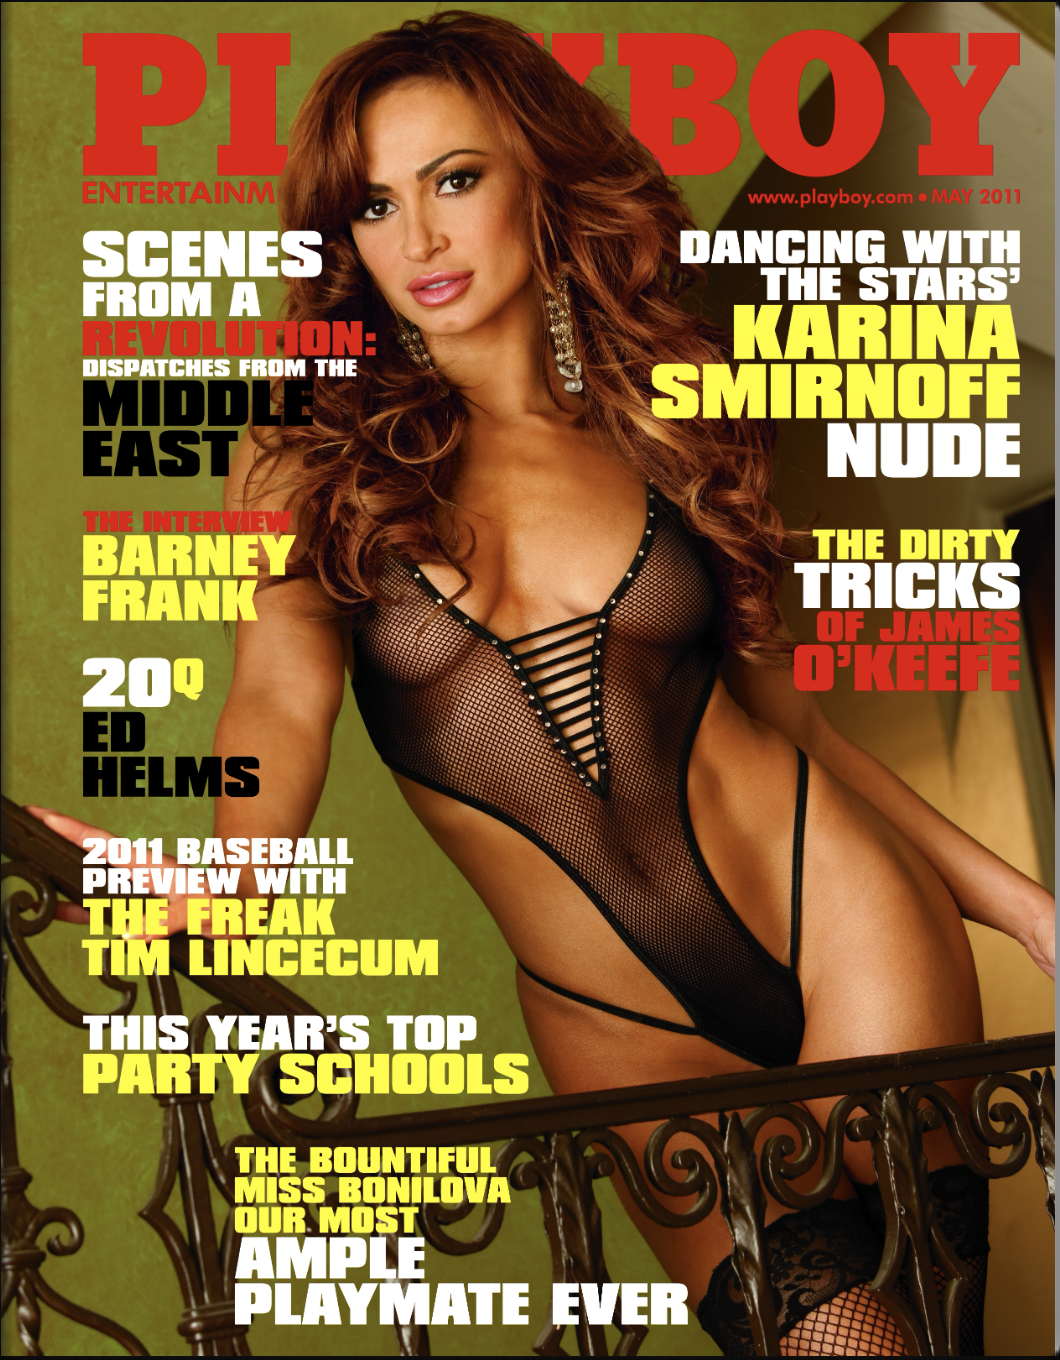 PLAYBOY
ENTERTAINM
www.playboy.com • MAY 2011
SCENES
FROM A
REVOLUTION:
DISPATCHES FROM THE
MIDDLE
EAST
THE INTERVIEW
BARNEY
FRANK
20Q
ED
HELMS
2011 BASEBALL
PREVIEW WITH
THE FREAK
TIM LINCECUM
THIS YEAR'S TOP
PARTY SCHOOLS
THE BOUNTIFUL
MISS BONILOVA
OUR MOST
AMPLE
PLAYMATE EVER
DANCING WITH
THE STARS'
KARINA
SMIRNOFF
NUDE
THE DIRTY
TRICKS
OF JAMES
O'KEEFE